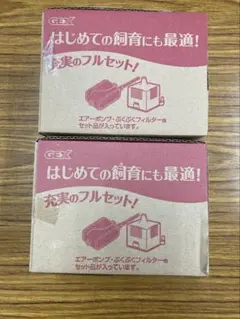 GEX
はじめての飼育にも最適!
充実のフルセット!
エアーポンプ・ぶくぶくフィルターの
セット品が入っています。
GEX
はじめての飼育にも最適!
充実のフルセット!
エアーポンプ・ぶくぶくフィルターの
セット品が入っています。